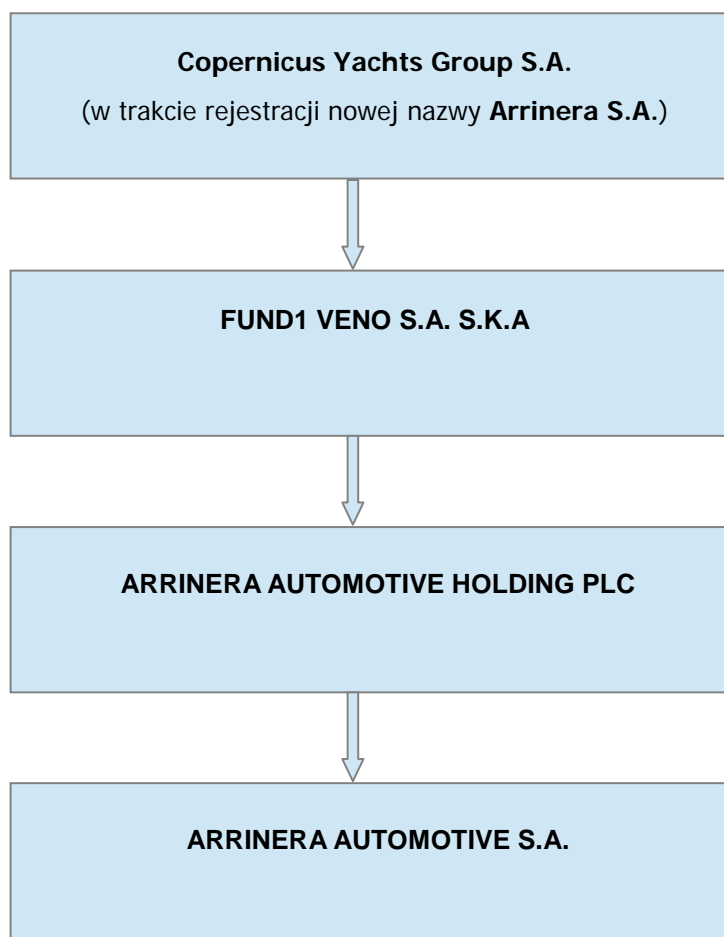 Copernicus Yachts Group S.A.
(w trakcie rejestracji nowej nazwy Arrinera S.A.)
FUND1 VENO S.A. S.K.A
ARRINERA AUTOMOTIVE HOLDING PLC
ARRINERA AUTOMOTIVE S.A.